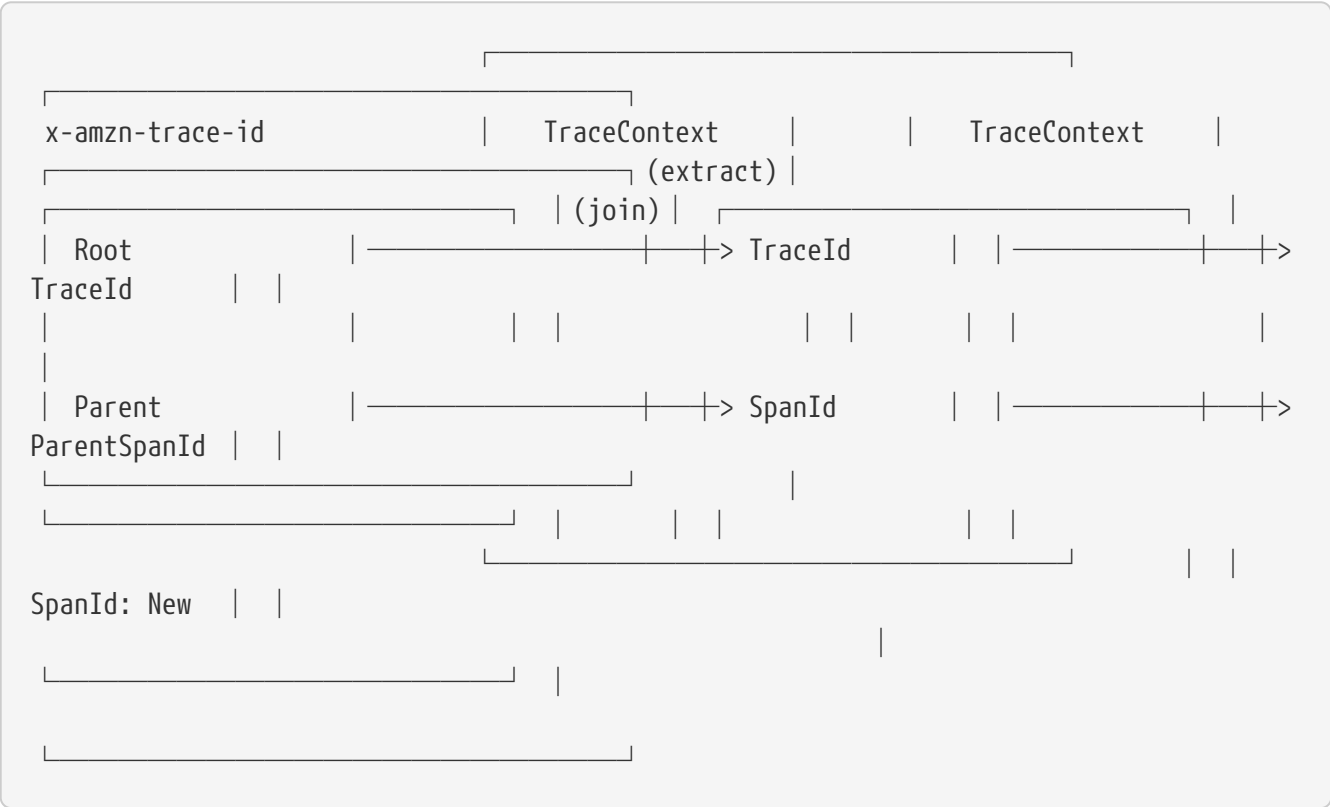 x-amzn-trace-id │ TraceContext │ │ TraceContext │
(extract) │
│ (join) │ │
│ Root │ ──┼──┼> TraceId │ │ ──┼──┼>
TraceId │ │
│ Parent │ ──┼──┼> SpanId │ │ ──┼──┼>
ParentSpanId │ │
SpanId: New │ │